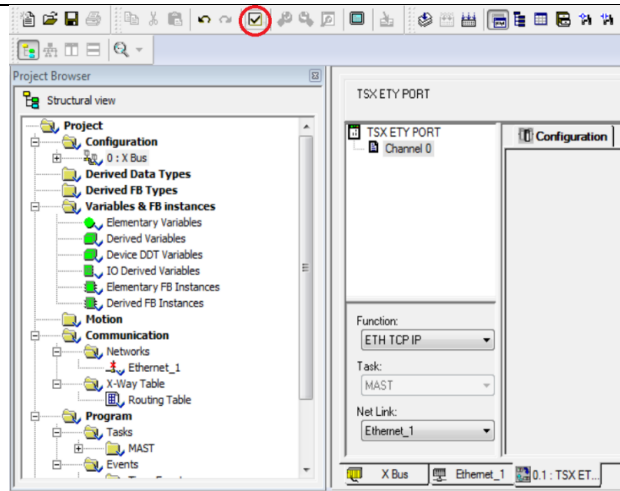 Project Browser
Structural view
Project
Configuration
0 : X Bus
Derived Data Types
Derived FB Types
Variables & FB instances
Elementary Variables
Derived Variables
Device DDT Variables
IO Derived Variables
Elementary FB Instances
Derived FB Instances
Motion
Communication
Networks
Ethernet_1
X-Way Table
Routing Table
Program
Tasks
MAST
Events
TSX ETY PORT
TSX ETY PORT
Channel 0
Configuration
Function:
ETH TCP IP
Task:
MAST
Net Link:
Ethernet_1
X Bus
Ethernet_1
0.1 : TSX ET...